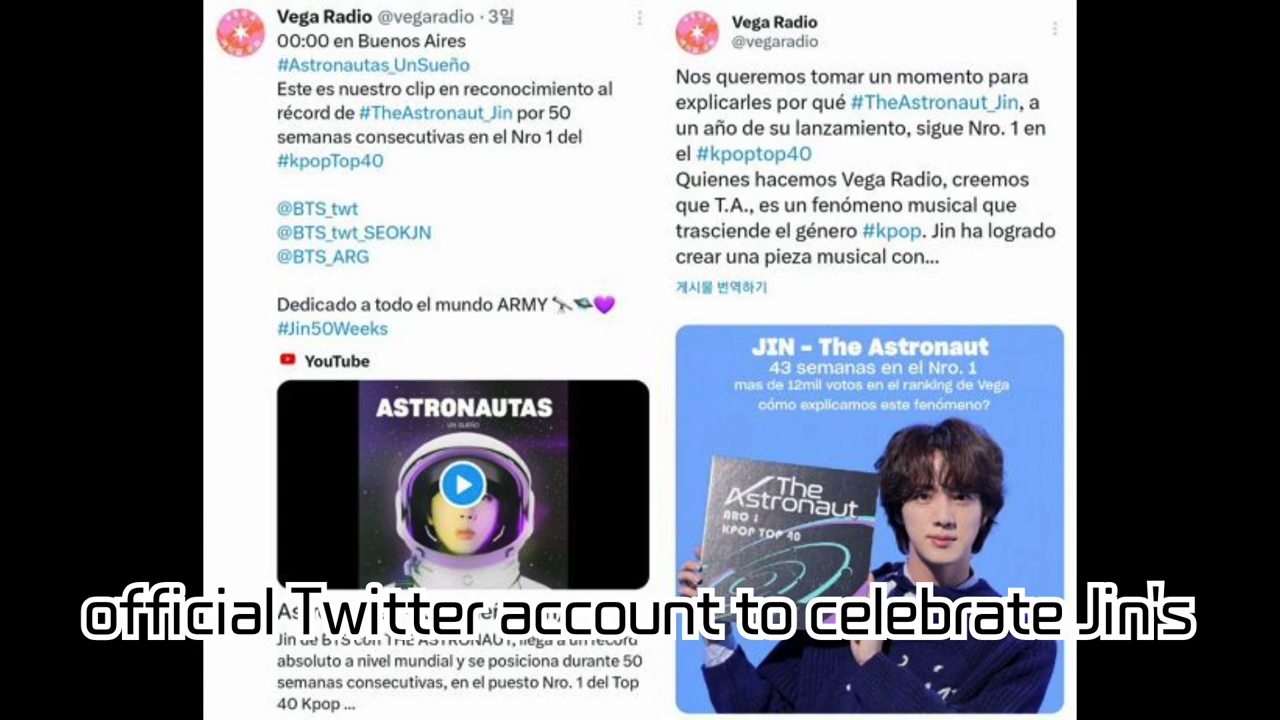 Vega Radio @vegaradio · 3일
00:00 en Buenos Aires
#Astronautas_UnSueño
Este es nuestro clip en reconocimiento al
récord de #TheAstronaut_Jin por 50
semanas consecutivas en el Nro 1 del
#kpopTop40
@BTS_twt
@BTS_twt_SEOKJN
@BTS_ARG
Dedicado a todo el mundo ARMY 🔭🪐💜
#Jin50Weeks
YouTube
ASTRONAUTAS
UN SUEÑO
Jin de BTS con THE ASTRONAUT, llega a un récord
absoluto a nivel mundial y se posiciona durante 50
semanas consecutivas, en el puesto Nro. 1 del Top
40 Kpop ...
Vega Radio
@vegaradio
Nos queremos tomar un momento para
explicarles por qué #TheAstronaut_Jin, a
un año de su lanzamiento, sigue Nro. 1 en
el #kpoptop40
Quienes hacemos Vega Radio, creemos
que T.A., es un fenómeno musical que
trasciende el género #kpop. Jin ha logrado
crear una pieza musical con...
게시물 번역하기
JIN - The Astronaut
43 semanas en el Nro. 1
mas de 12mil votos en el ranking de Vega
cómo explicamos este fenómeno?
The
Astronaut
NRO 1
KPOP TOP 40
official Twitter account to celebrate Jin's